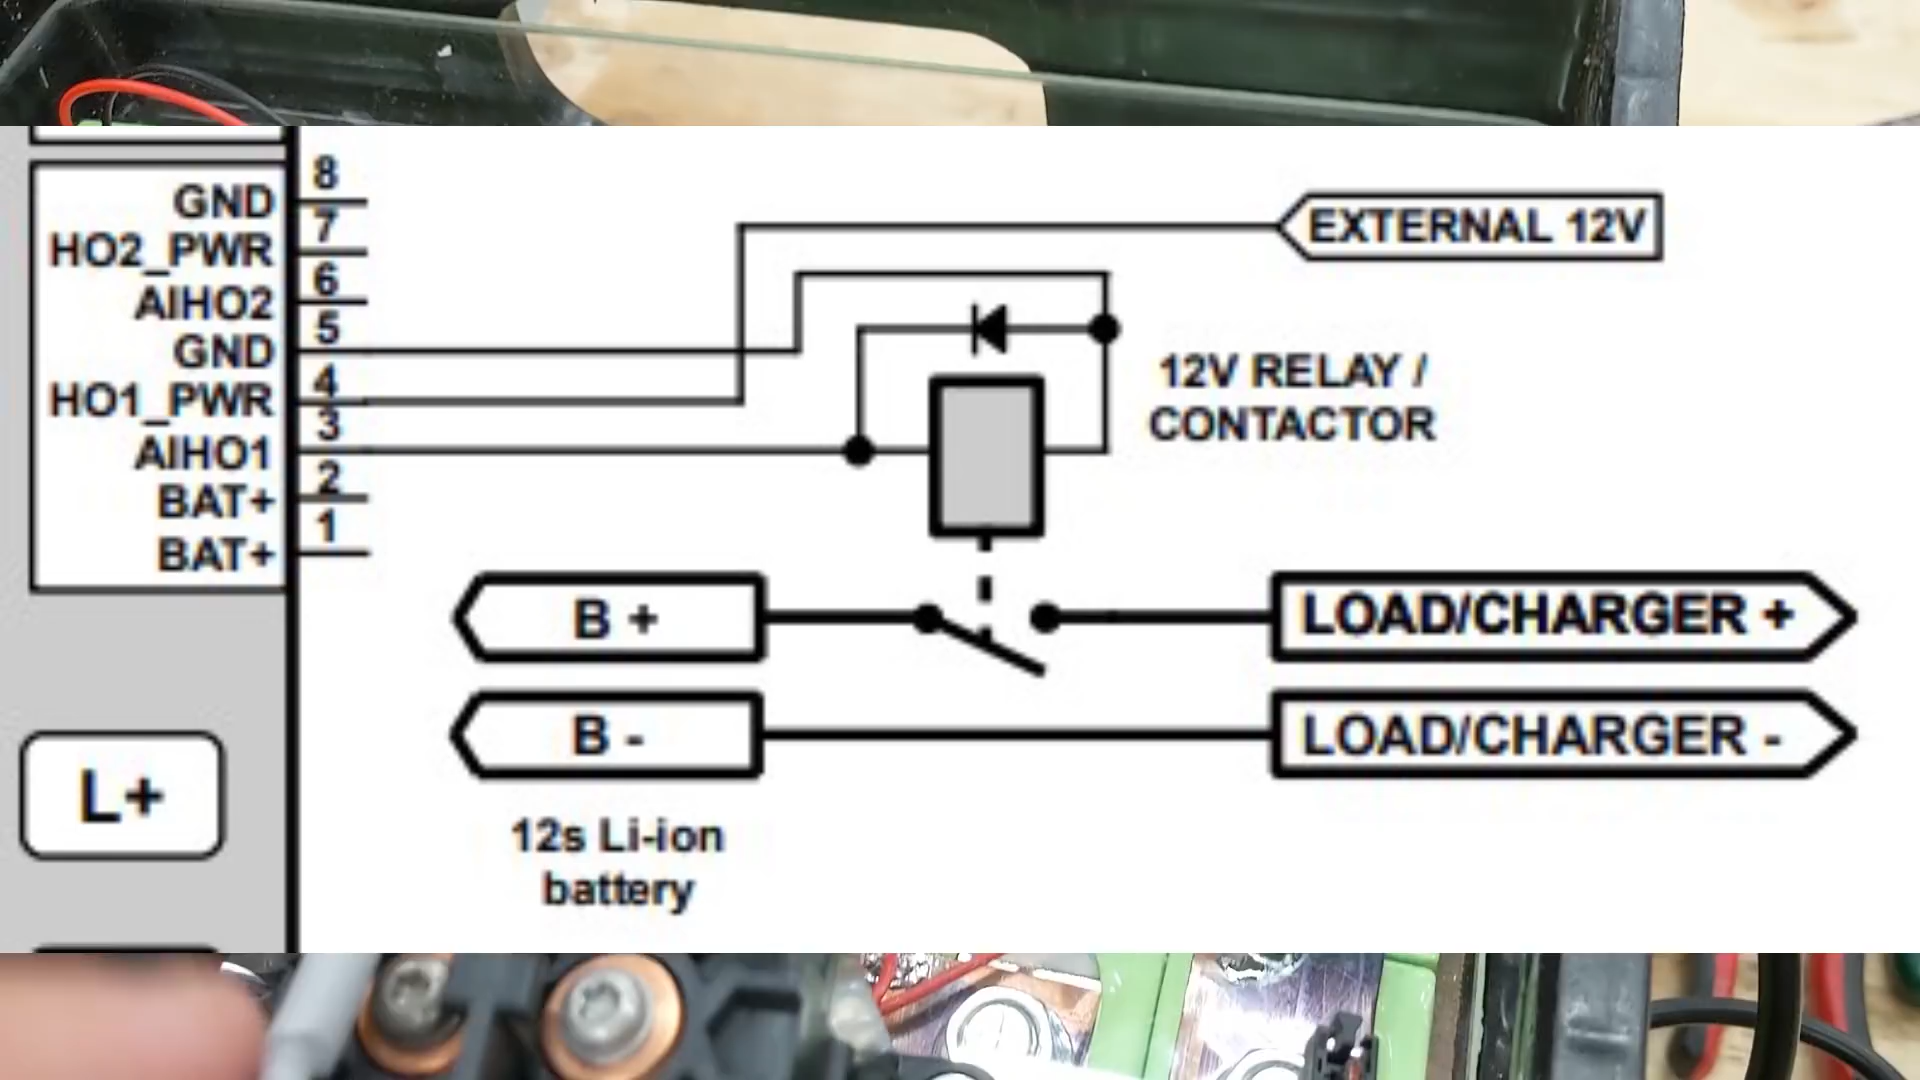 8
GND
7
HO2_PWR
6
AIHO2
5
GND
4
HO1_PWR
3
AIHO1
2
BAT+
1
BAT+
L+
EXTERNAL 12V
12V RELAY /
CONTACTOR
B +
LOAD/CHARGER +
B -
LOAD/CHARGER -
12s Li-ion
battery